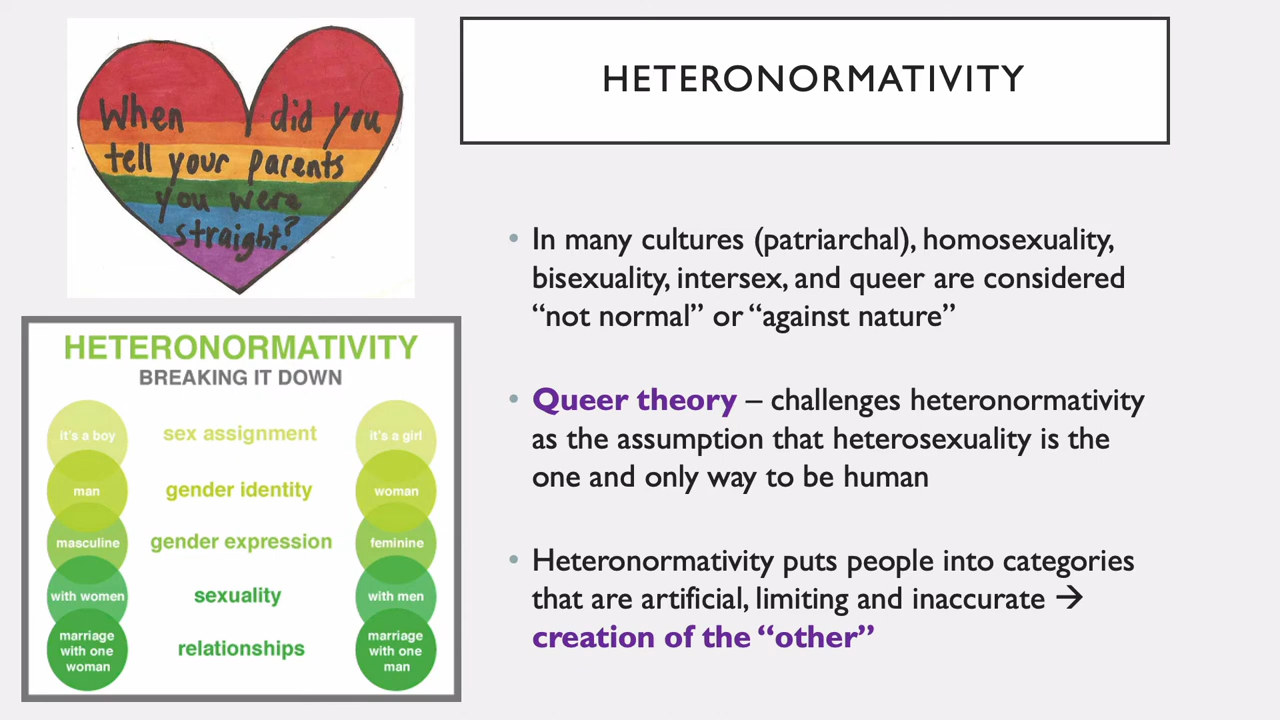 When did you
tell your parents
you were
straight?
HETERONORMATIVITY
BREAKING IT DOWN
it's a boy sex assignment it's a girl
man gender identity woman
masculine gender expression feminine
with women sexuality with men
marriage
with one
woman
relationships
marriage
with one
man
HETERONORMATIVITY
• In many cultures (patriarchal), homosexuality,
bisexuality, intersex, and queer are considered
“not normal” or “against nature”
• Queer theory – challenges heteronormativity
as the assumption that heterosexuality is the
one and only way to be human
• Heteronormativity puts people into categories
that are artificial, limiting and inaccurate →
creation of the “other”